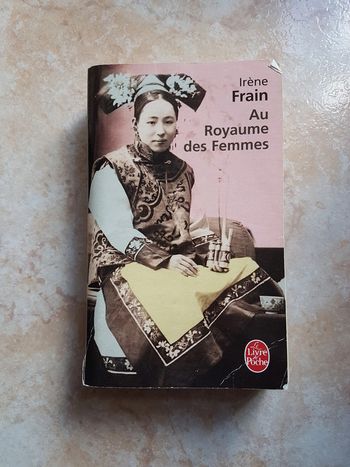 Irène
Frain
Au
Royaume
des Femmes
Le
Livre
de
Poche